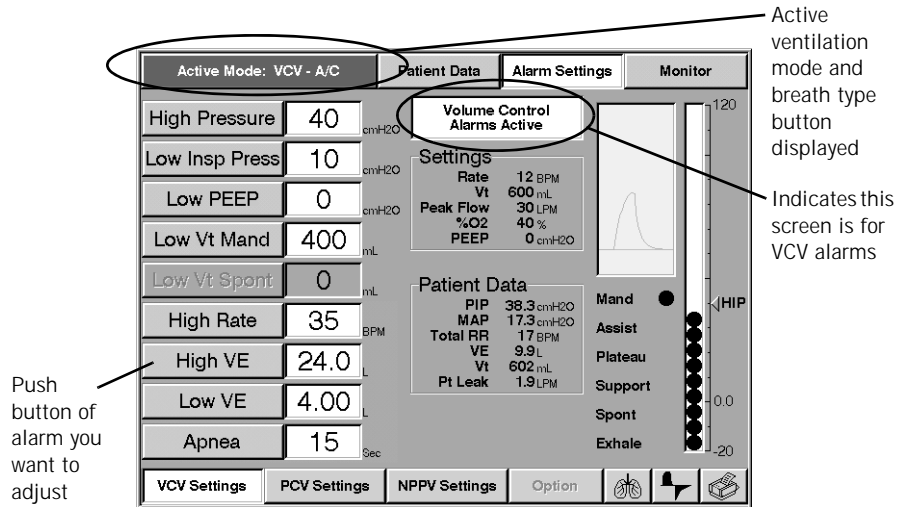 Active
ventilation
mode and
breath type
button
displayed
Active Mode: VCV - A/C
Patient Data
Alarm Settings
Monitor
High Pressure 40 cmH2O
Low Insp Press 10 cmH2O
Low PEEP 0 cmH2O
Low Vt Mand 400 mL
Low Vt Spont 0 mL
High Rate 35 BPM
High VE 24.0 L
Low VE 4.00 L
Apnea 15 Sec
Volume Control
Alarms Active
Settings
Rate 12 BPM
Vt 600 mL
Peak Flow 30 LPM
%O2 40 %
PEEP 0 cmH2O
Patient Data
PIP 38.3 cmH2O
MAP 17.3 cmH2O
Total RR 17 BPM
VE 9.9 L
Vt 602 mL
Pt Leak 1.9 LPM
Mand
Assist
Plateau
Support
Spont
Exhale
120
HIP
0.0
-20
Indicates this
screen is for
VCV alarms
Push
button of
alarm you
want to
adjust
VCV Settings
PCV Settings
NPPV Settings
Option